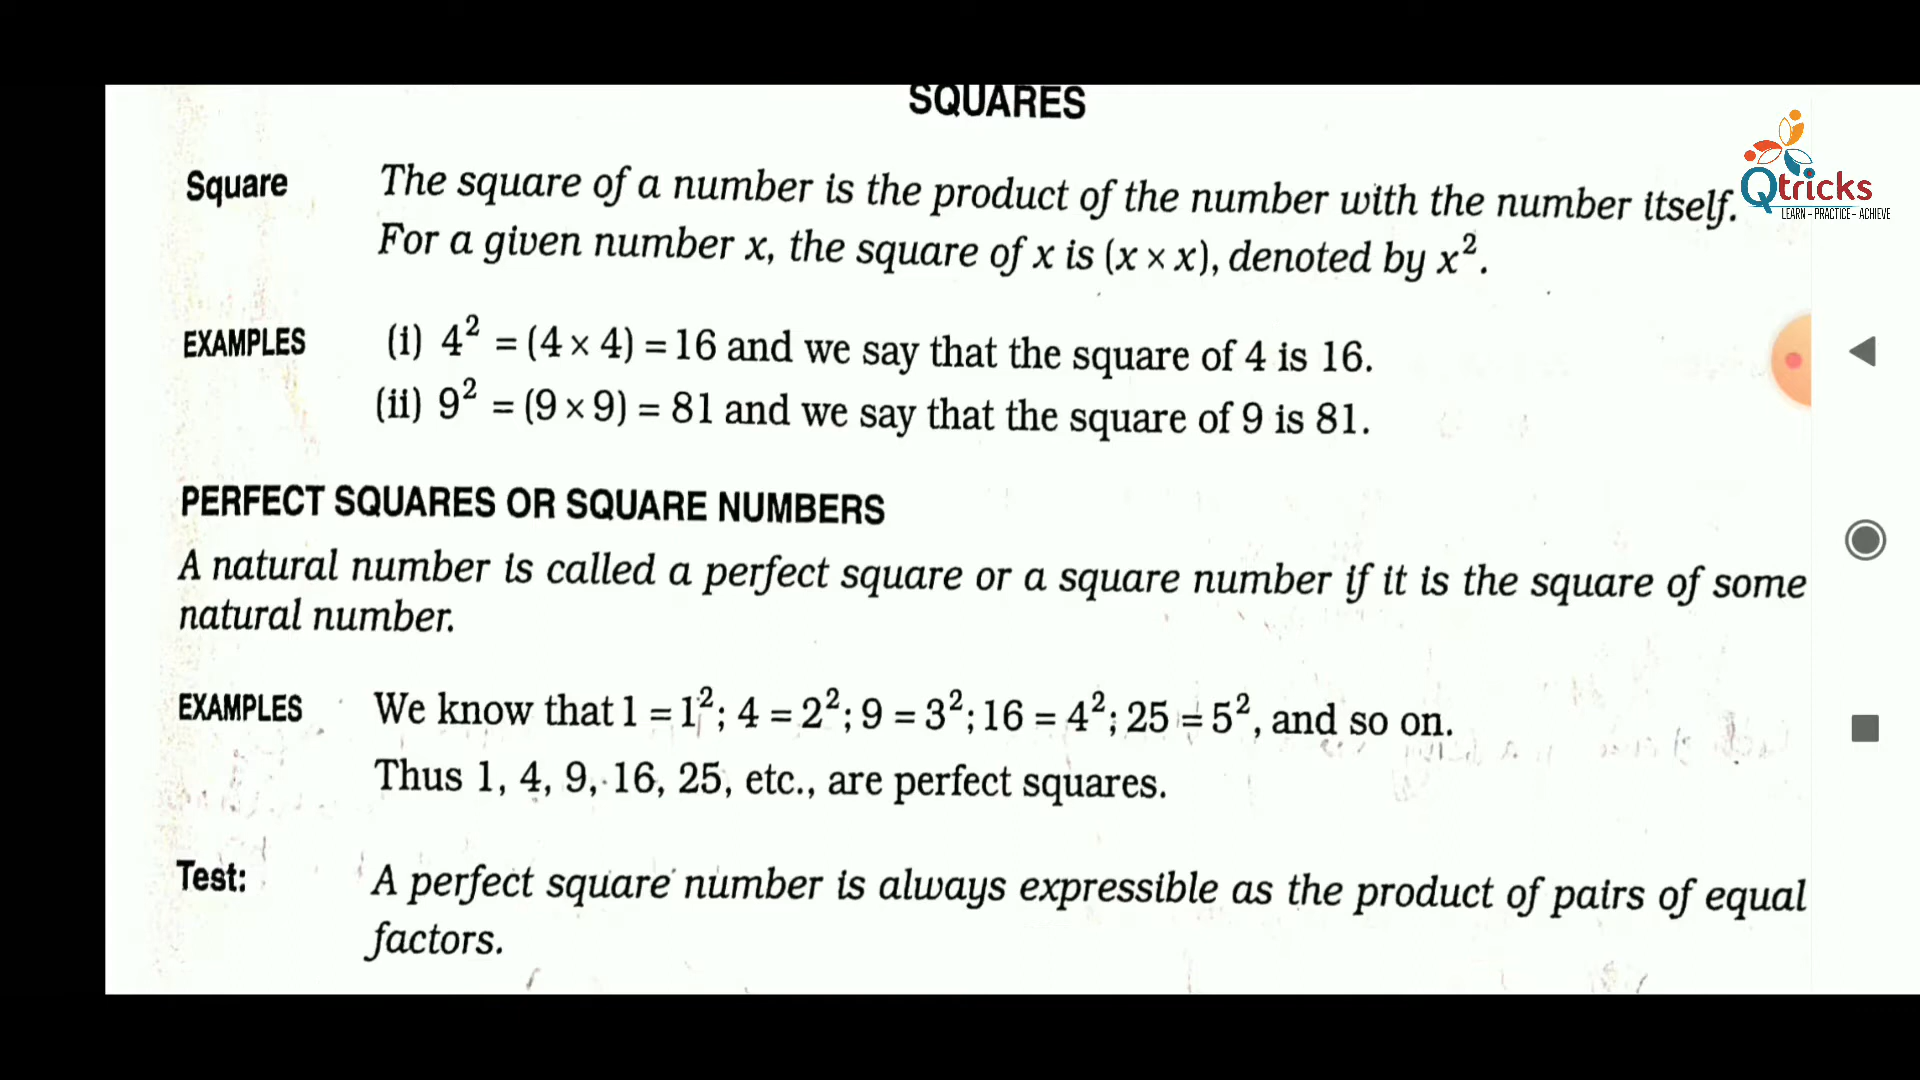 SQUARES
Qtricks
LEARN - PRACTICE - ACHIEVE
Square The square of a number is the product of the number with the number itself.
For a given number x, the square of x is (x × x), denoted by x².
EXAMPLES (i) 4² = (4 × 4) = 16 and we say that the square of 4 is 16.
(ii) 9² = (9 × 9) = 81 and we say that the square of 9 is 81.
PERFECT SQUARES OR SQUARE NUMBERS
A natural number is called a perfect square or a square number if it is the square of some
natural number.
EXAMPLES We know that 1 = 1²; 4 = 2²; 9 = 3²; 16 = 4²; 25 = 5², and so on.
Thus 1, 4, 9, 16, 25, etc., are perfect squares.
Test: A perfect square number is always expressible as the product of pairs of equal
factors.